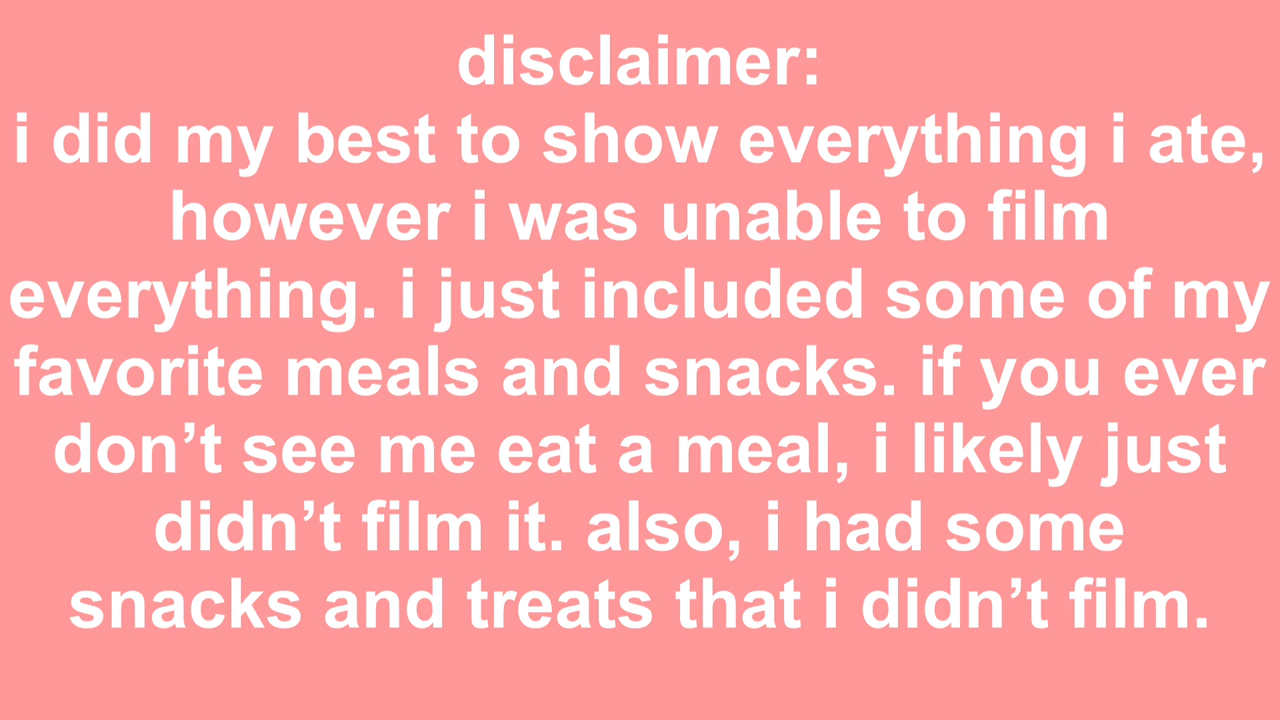 disclaimer:
i did my best to show everything i ate,
however i was unable to film
everything. i just included some of my
favorite meals and snacks. if you ever
don’t see me eat a meal, i likely just
didn’t film it. also, i had some
snacks and treats that i didn’t film.